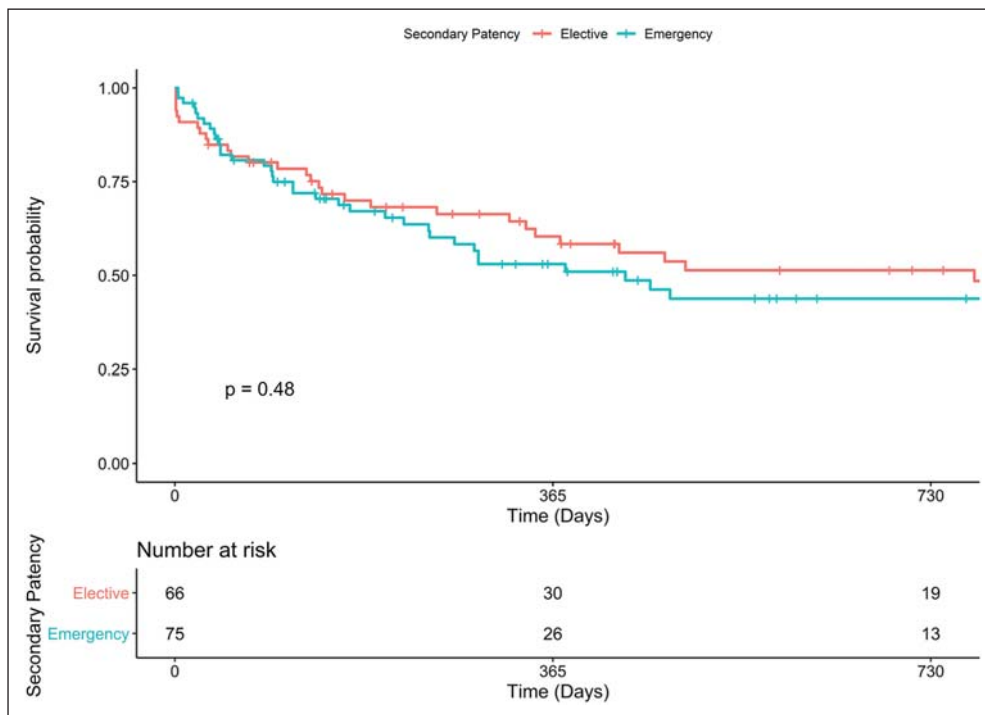 Secondary Patency Elective Emergency
1.00
0.75
0.50
0.25
0.00
Survival probability
p = 0.48
0 365 730
Time (Days)
Number at risk
Secondary Patency
Elective 66 30 19
Emergency 75 26 13
0 365 730
Time (Days)